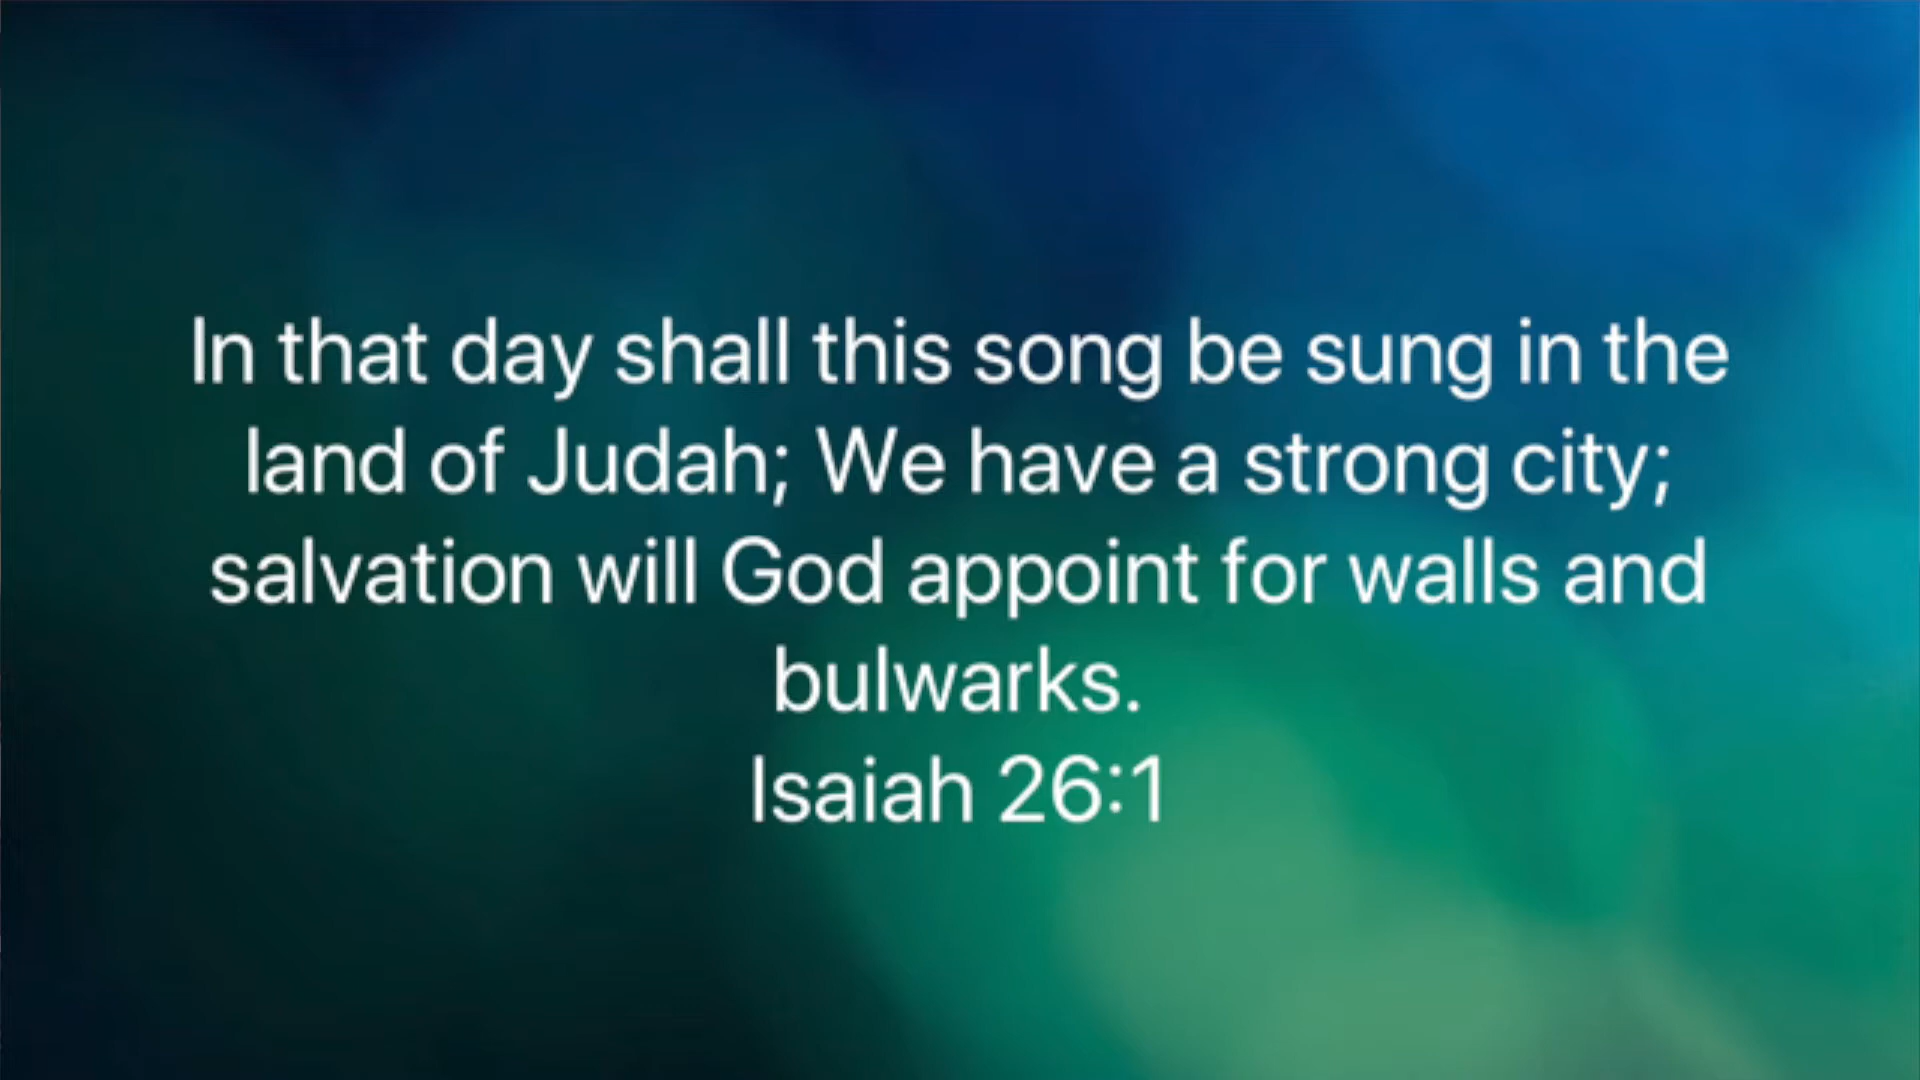 In that day shall this song be sung in the
land of Judah; We have a strong city;
salvation will God appoint for walls and
bulwarks.
Isaiah 26:1